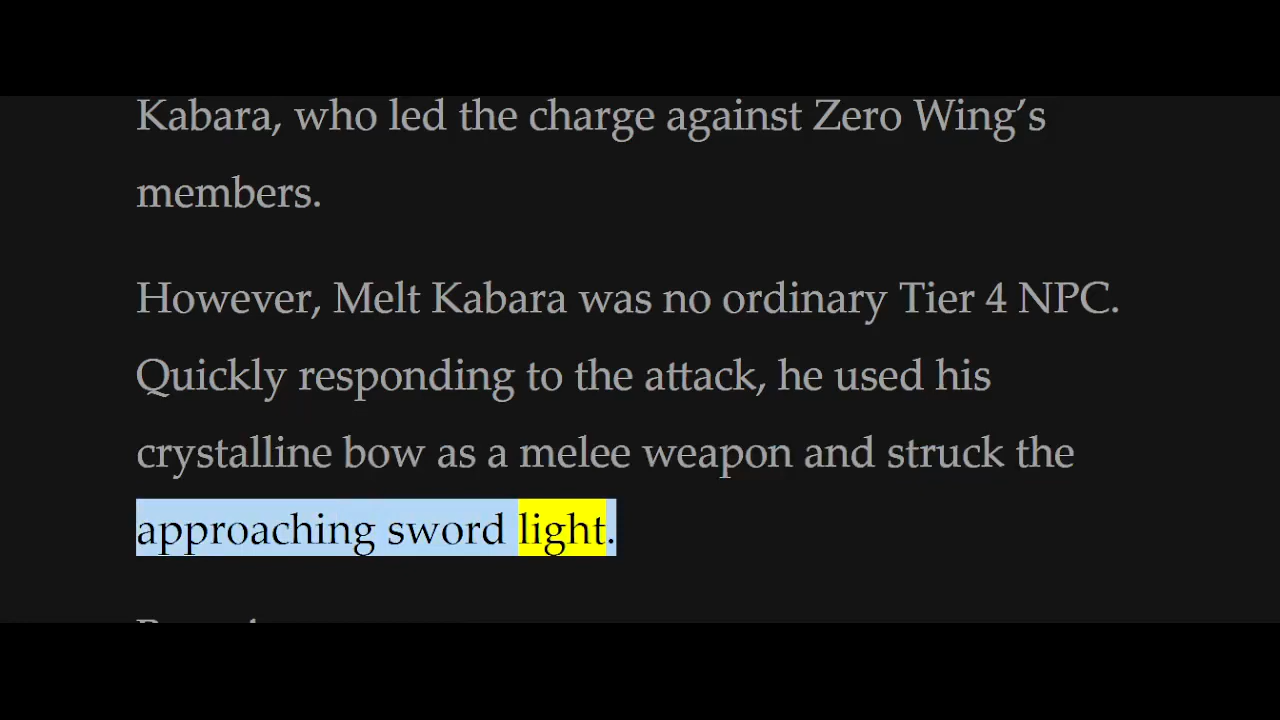 Kabara, who led the charge against Zero Wing’s
members.
However, Melt Kabara was no ordinary Tier 4 NPC.
Quickly responding to the attack, he used his
crystalline bow as a melee weapon and struck the
approaching sword light.